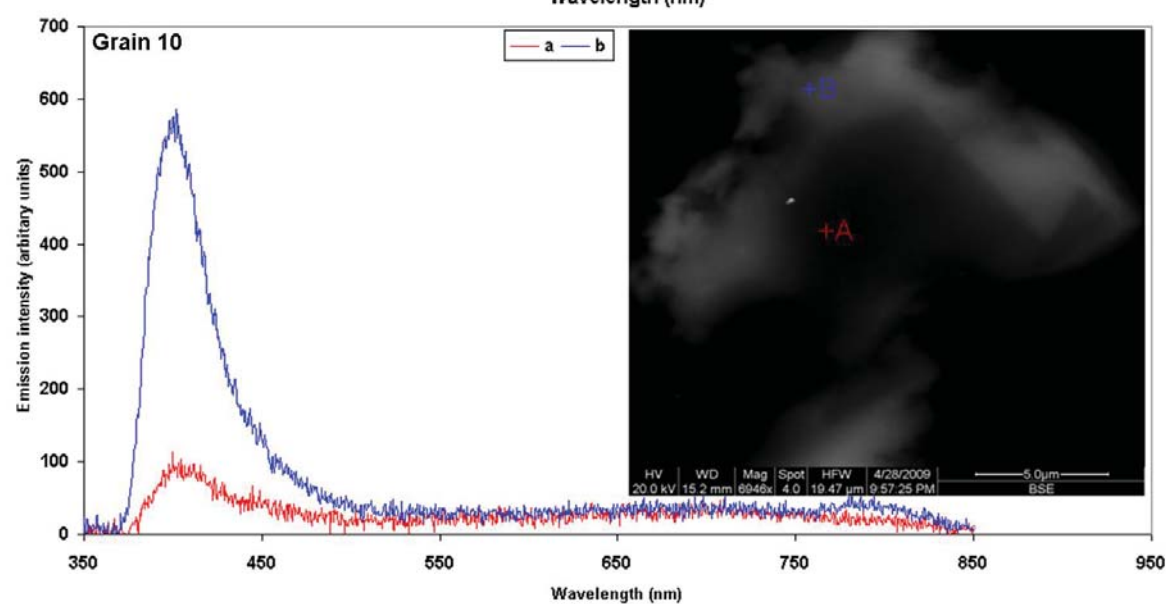 Wavelength (nm)
700
600
500
400
300
200
100
0
Emission intensity (arbitary units)
Grain 10
a b
+B
+A
HV WD Mag Spot HFW 4/28/2009 5.0µm
20.0 kV 15.2 mm 6946x 4.0 19.47 µm 9:57:25 PM BSE
350 450 550 650 750 850 950
Wavelength (nm)